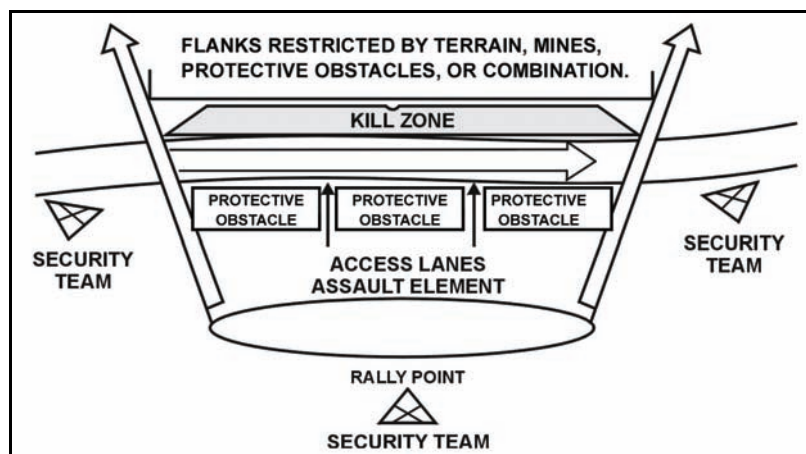 FLANKS RESTRICTED BY TERRAIN, MINES,
PROTECTIVE OBSTACLES, OR COMBINATION.
KILL ZONE
PROTECTIVE
OBSTACLE
PROTECTIVE
OBSTACLE
PROTECTIVE
OBSTACLE
SECURITY
TEAM
ACCESS LANES
ASSAULT ELEMENT
SECURITY
TEAM
RALLY POINT
SECURITY TEAM